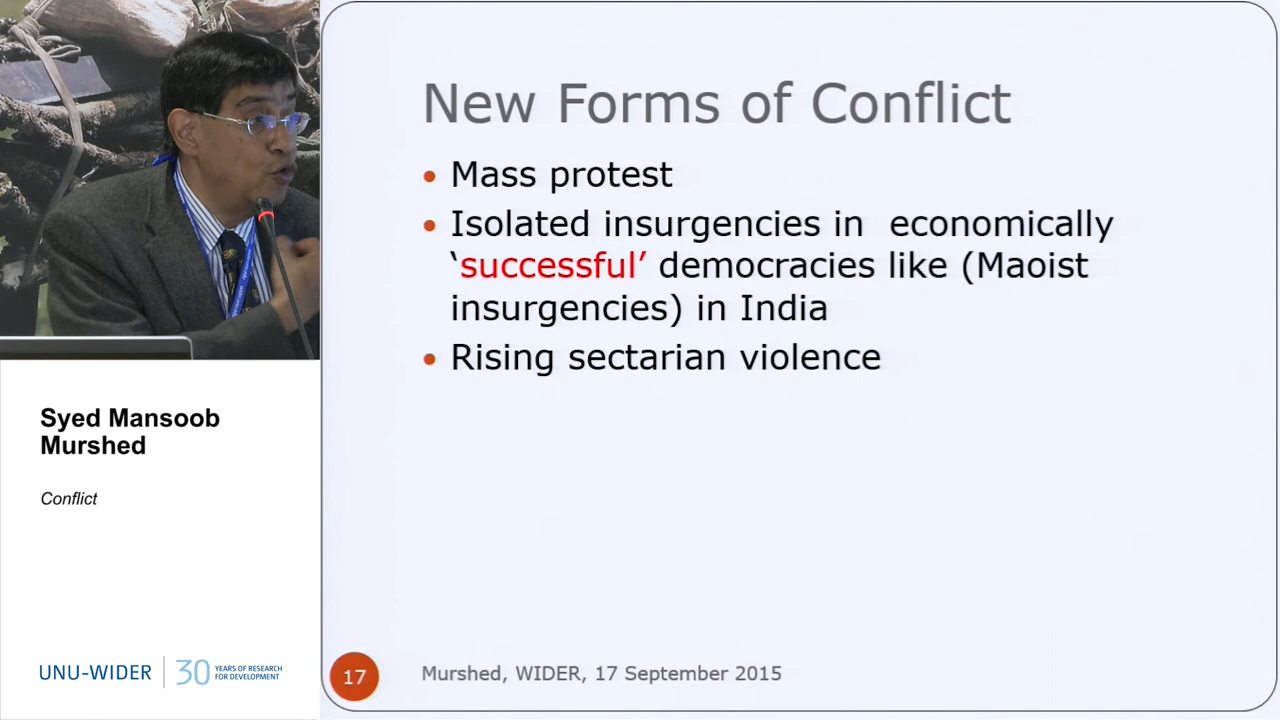 New Forms of Conflict
• Mass protest
• Isolated insurgencies in economically
‘successful’ democracies like (Maoist
insurgencies) in India
• Rising sectarian violence
17
Murshed, WIDER, 17 September 2015
Syed Mansoob
Murshed
Conflict
UNU-WIDER
30
YEARS OF RESEARCH
FOR DEVELOPMENT